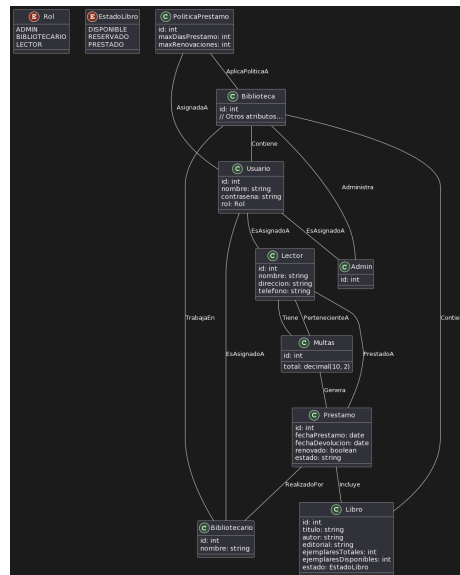 E Rol
ADMIN
BIBLIOTECARIO
LECTOR
E EstadoLibro
DISPONIBLE
RESERVADO
PRESTADO
C PoliticaPrestamo
id: int
maxDiasPrestamo: int
maxRenovaciones: int
AplicaPoliticaA
AsignadaA
C Biblioteca
id: int
// Otros atributos...
Contiene
Administra
C Usuario
id: int
nombre: string
contrasena: string
rol: Rol
EsAsignadoA
EsAsignadoA
C Lector
id: int
nombre: string
direccion: string
telefono: string
C Admin
id: int
TrabajaEn
Tiene
PertenecienteA
Contie
C Multas
id: int
total: decimal(10, 2)
EsAsignadoA
PrestadoA
Genera
C Prestamo
id: int
fechaPrestamo: date
fechaDevolucion: date
renovado: boolean
estado: string
RealizadoPor
Incluye
C Bibliotecario
id: int
nombre: string
C Libro
id: int
titulo: string
autor: string
editorial: string
ejemplaresTotales: int
ejemplaresDisponibles: int
estado: EstadoLibro